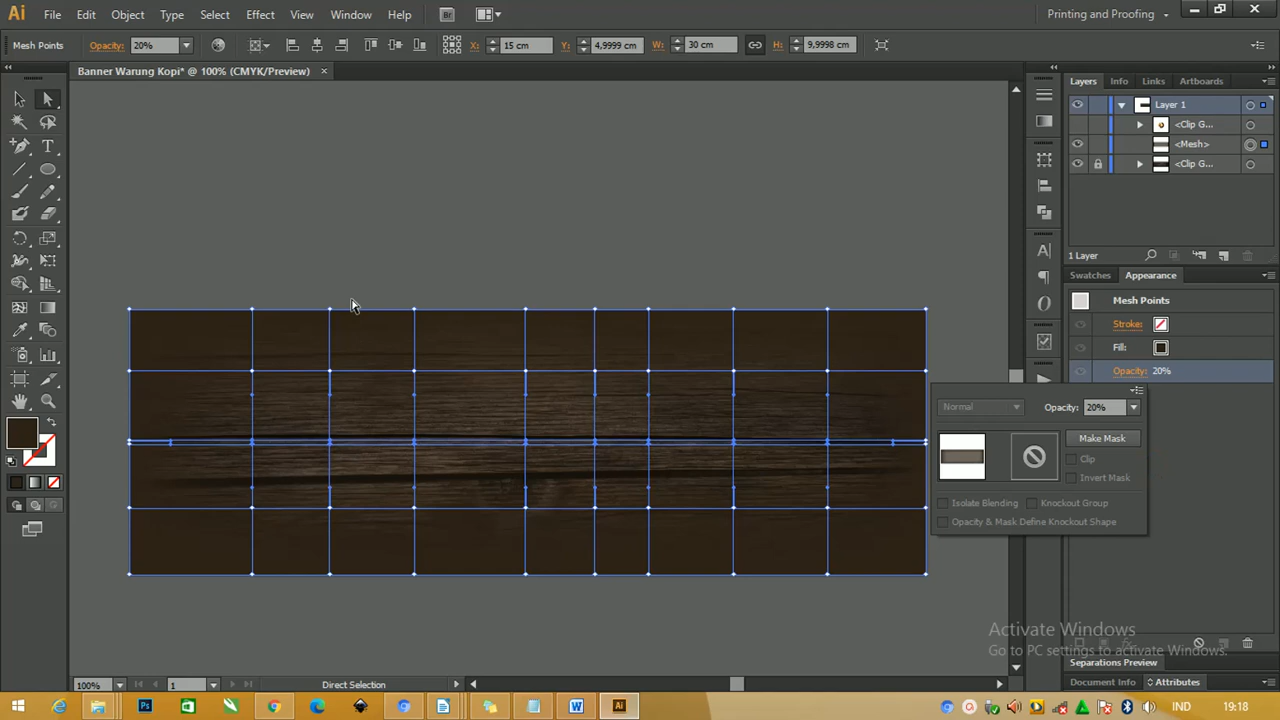 Ai File Edit Object Type Select Effect View Window Help Br Printing and Proofing
Mesh Points Opacity: 20% X: 15 cm Y: 4,9999 cm W: 30 cm H: 9,9998 cm
Banner Warung Kopi* @ 100% (CMYK/Preview)
Layers Info Links Artboards
Layer 1
<Clip G...
<Mesh>
<Clip G...
1 Layer
Swatches Appearance
Mesh Points
Stroke:
Fill:
Opacity: 20%
Normal Opacity: 20%
Make Mask
Clip
Invert Mask
Isolate Blending Knockout Group
Opacity & Mask Define Knockout Shape
Activate Windows
Go to PC settings to activate Windows.
Separations Preview
Document Info Attributes
100% 1 Direct Selection
Ps Ai IND 19:18